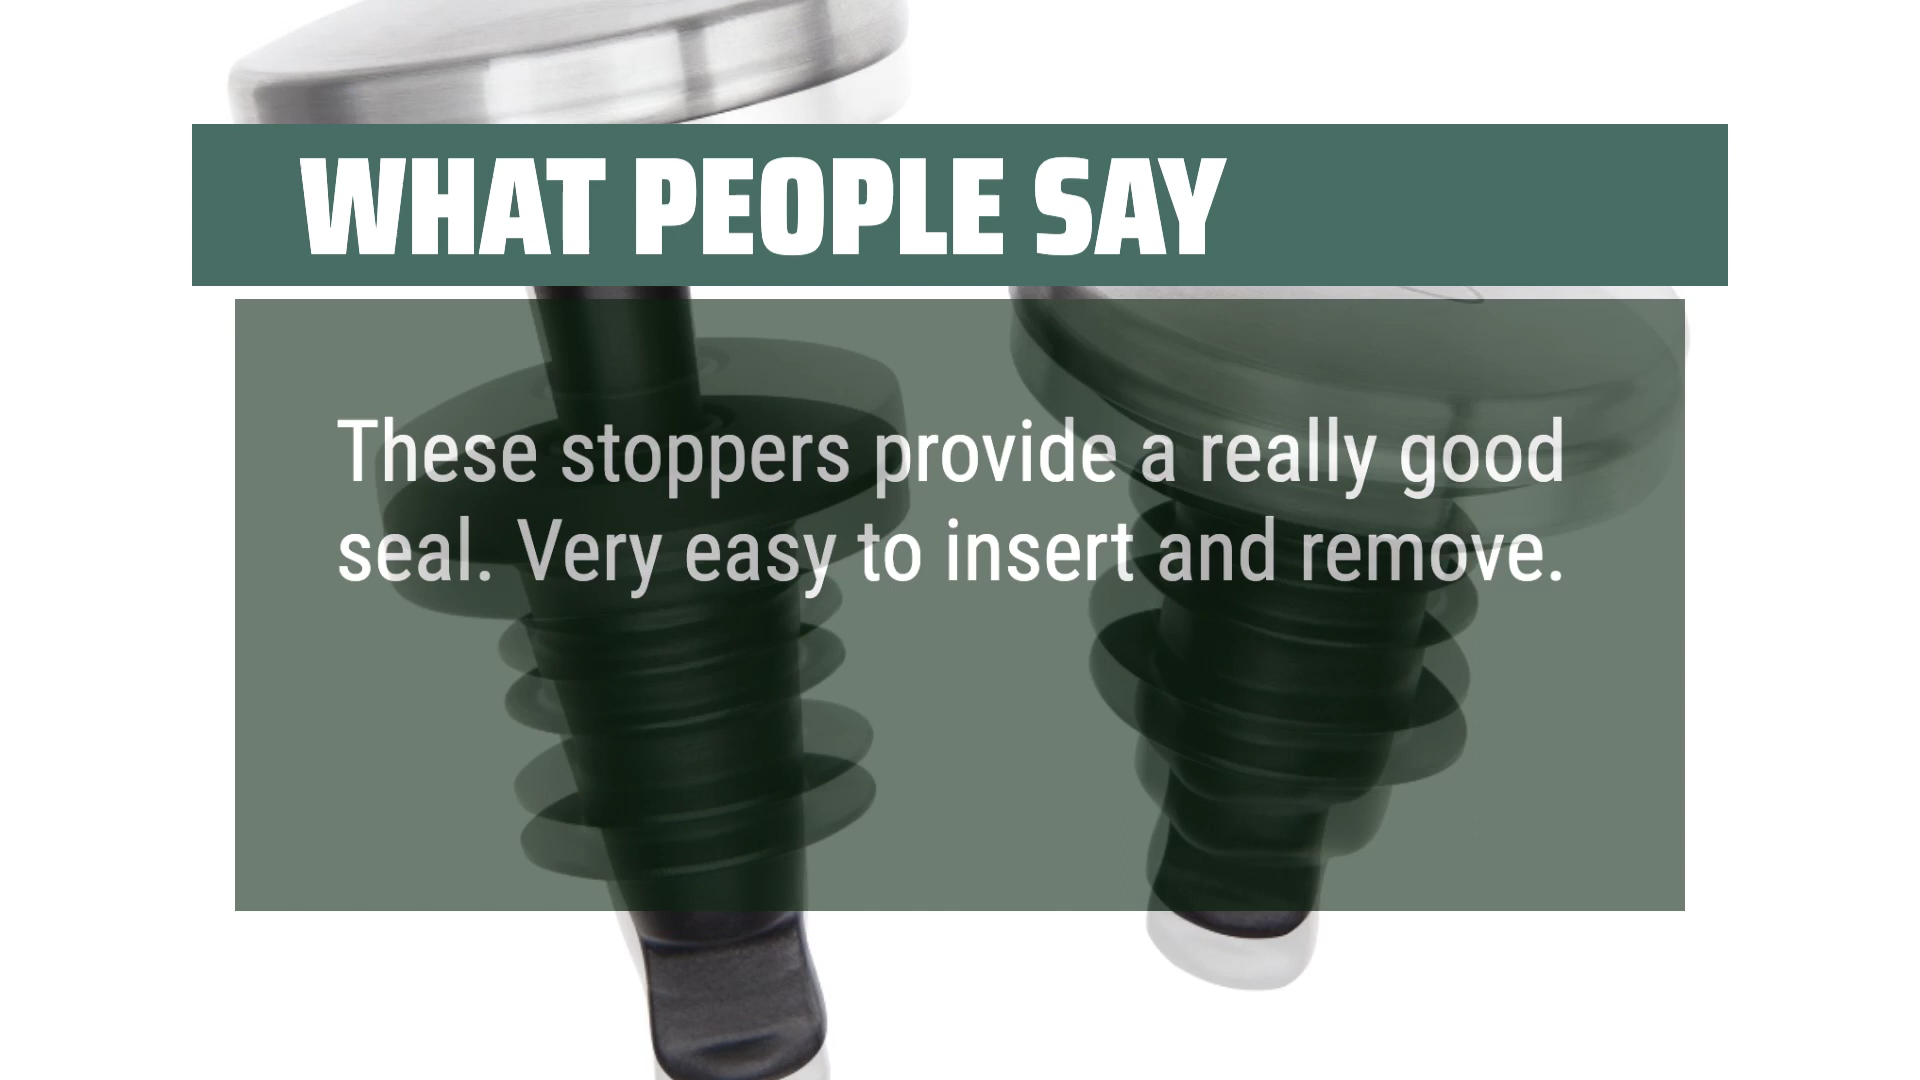 WHAT PEOPLE SAY
These stoppers provide a really good
seal. Very easy to insert and remove.